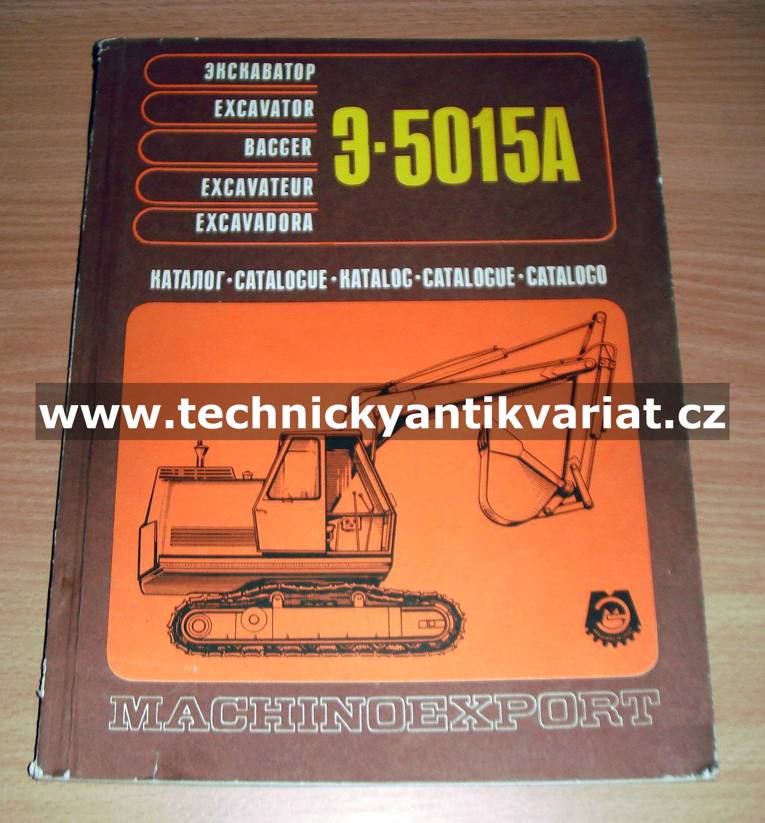 ЭКСКАВАТОР
EXCAVATOR
BAGGER
EXCAVATEUR
EXCAVADORA
Э-5015А
КАТАЛОГ·CATALOGUE·KATALOG·CATALOGUE·CATALOGO
www.technickyantikvariat.cz
MACHINOEXPORT